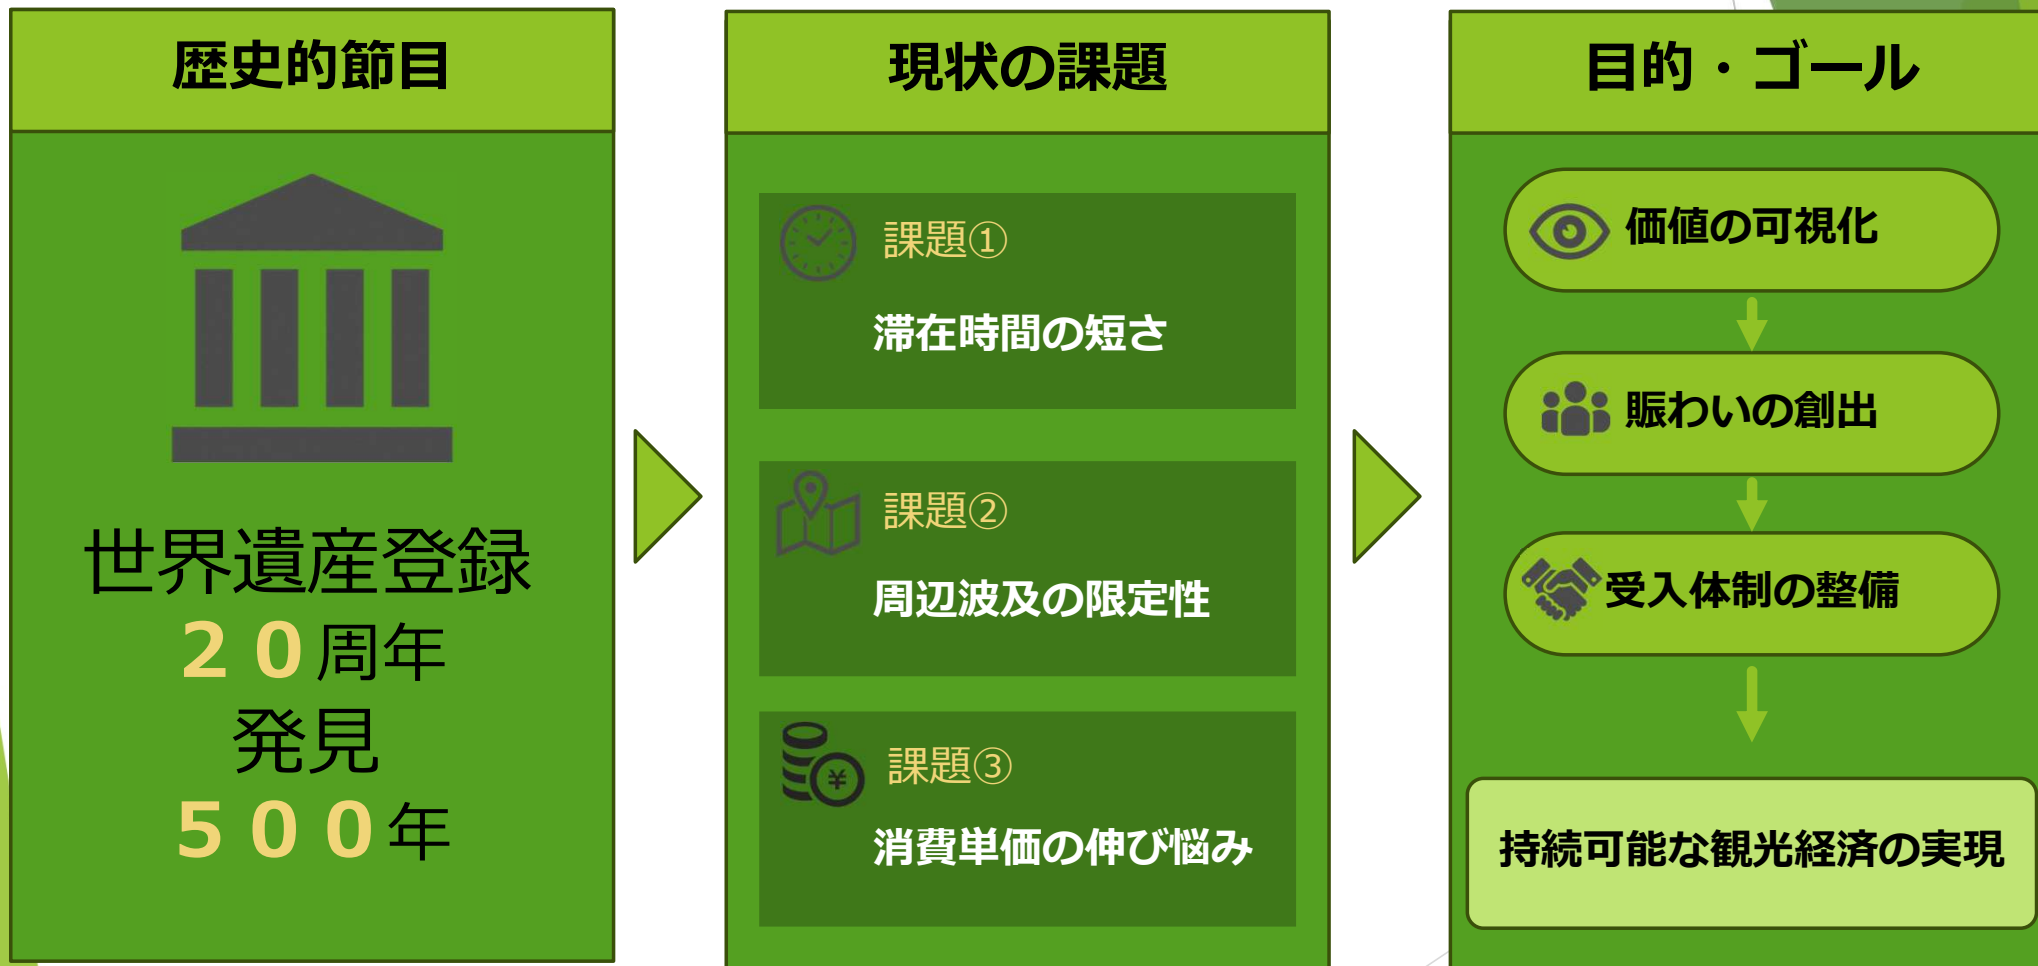 歴史的節目
世界遺産登録
２０周年
発見
５００年
現状の課題
課題①
滞在時間の短さ
課題②
周辺波及の限定性
課題③
¥
消費単価の伸び悩み
目的・ゴール
価値の可視化
賑わいの創出
受入体制の整備
持続可能な観光経済の実現